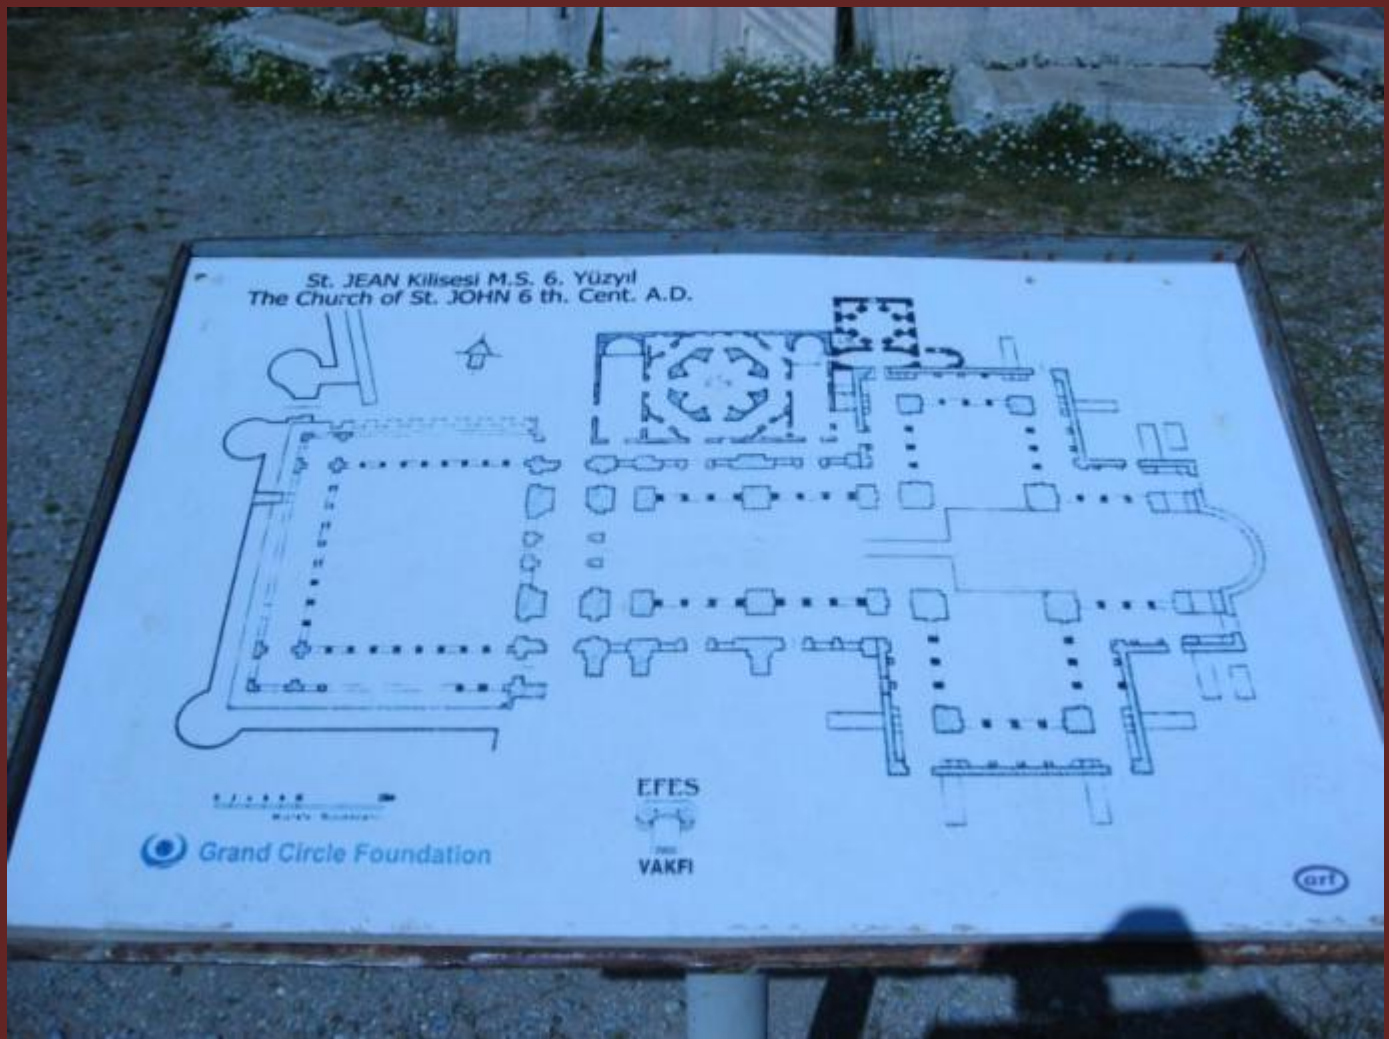 St. JEAN Kilisesi M.S. 6. Yüzyıl
The Church of St. JOHN 6 th. Cent. A.D.
Grand Circle Foundation
EFES
VAKFI
arf